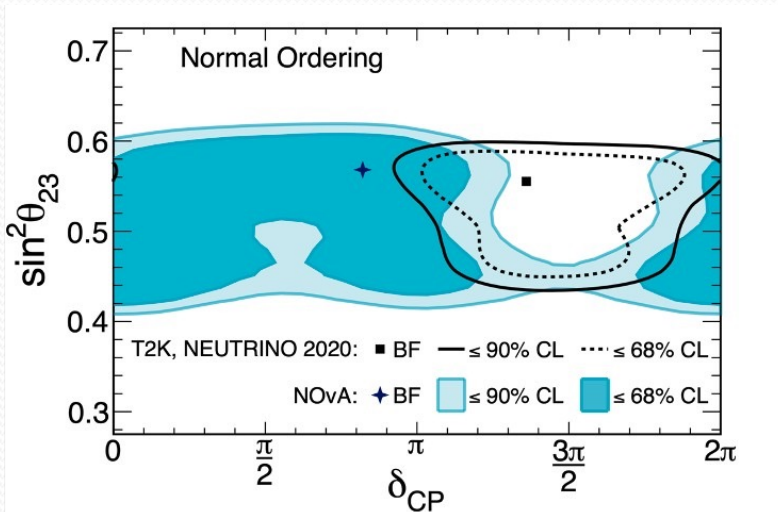 Normal Ordering
0.7
0.6
0.5
0.4
0.3
sin²θ₂₃
T2K, NEUTRINO 2020: BF ≤ 90% CL ≤ 68% CL
NOvA: BF ≤ 90% CL ≤ 68% CL
0 π/2 π 3π/2 2π
δCP